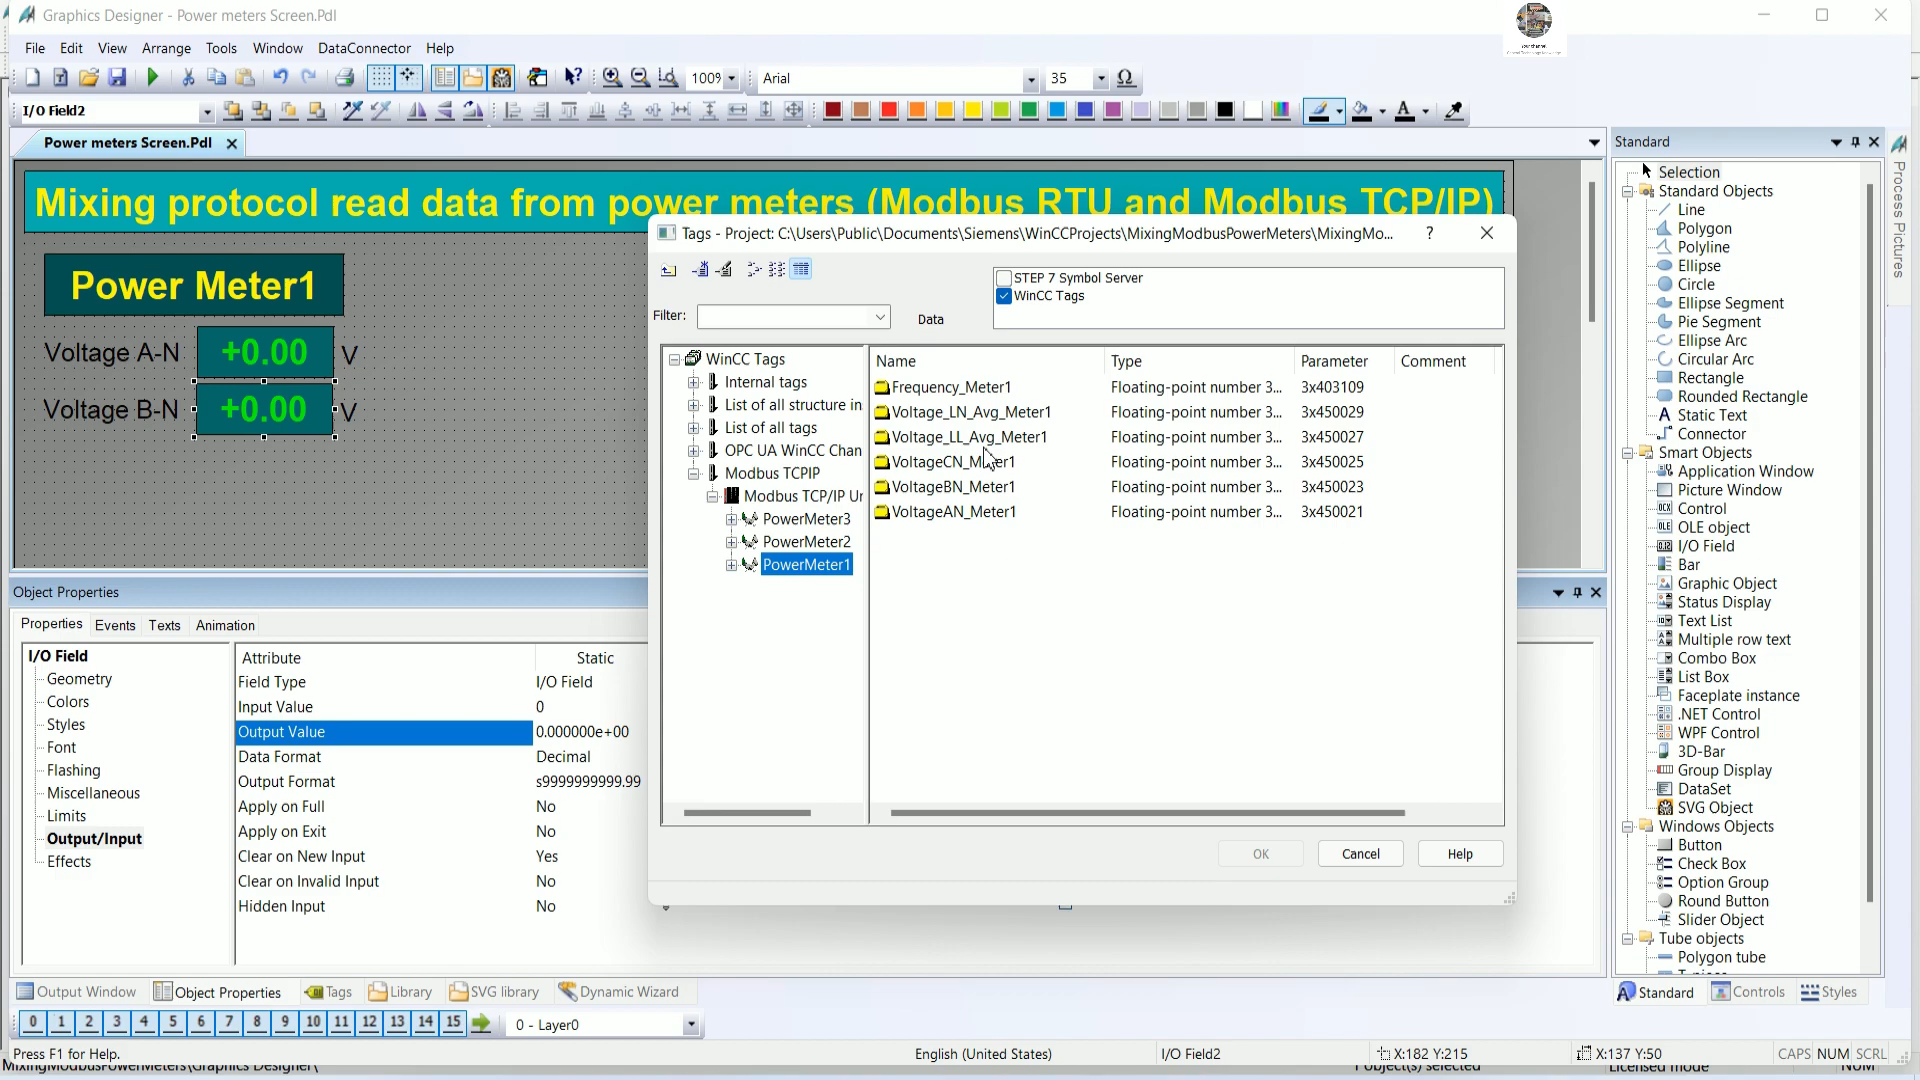 Graphics Designer - Power meters Screen.Pdl
File Edit View Arrange Tools Window DataConnector Help
100% Arial 35
I/O Field2
Power meters Screen.Pdl
Mixing protocol read data from power meters (Modbus RTU and Modbus TCP/IP)
Power Meter1
Voltage A-N +0.00 V
Voltage B-N +0.00 V
Tags - Project: C:\Users\Public\Documents\Siemens\WinCCProjects\MixingModbusPowerMeters\MixingMo...
STEP 7 Symbol Server
WinCC Tags
Filter: Data
WinCC Tags
Internal tags
List of all structure in
List of all tags
OPC UA WinCC Chan
Modbus TCPIP
Modbus TCP/IP Ur
PowerMeter3
PowerMeter2
PowerMeter1
Name Type Parameter Comment
Frequency_Meter1 Floating-point number 3... 3x403109
Voltage_LN_Avg_Meter1 Floating-point number 3... 3x450029
Voltage_LL_Avg_Meter1 Floating-point number 3... 3x450027
VoltageCN_Meter1 Floating-point number 3... 3x450025
VoltageBN_Meter1 Floating-point number 3... 3x450023
VoltageAN_Meter1 Floating-point number 3... 3x450021
OK Cancel Help
Object Properties
Properties Events Texts Animation
I/O Field
Geometry
Colors
Styles
Font
Flashing
Miscellaneous
Limits
Output/Input
Effects
Attribute Static
Field Type I/O Field
Input Value 0
Output Value 0.000000e+00
Data Format Decimal
Output Format s9999999999.99
Apply on Full No
Apply on Exit No
Clear on New Input Yes
Clear on Invalid Input No
Hidden Input No
Standard
Selection
Standard Objects
Line
Polygon
Polyline
Ellipse
Circle
Ellipse Segment
Pie Segment
Ellipse Arc
Circular Arc
Rectangle
Rounded Rectangle
Static Text
Connector
Smart Objects
Application Window
Picture Window
Control
OLE object
I/O Field
Bar
Graphic Object
Status Display
Text List
Multiple row text
Combo Box
List Box
Faceplate instance
.NET Control
WPF Control
3D-Bar
Group Display
DataSet
SVG Object
Windows Objects
Button
Check Box
Option Group
Round Button
Slider Object
Tube objects
Polygon tube
Process Pictures
Output Window Object Properties Tags Library SVG library Dynamic Wizard
Standard Controls Styles
0 1 2 3 4 5 6 7 8 9 10 11 12 13 14 15 0 - Layer0
Press F1 for Help. English (United States) I/O Field2 X:182 Y:215 X:137 Y:50 CAPS NUM SCRL